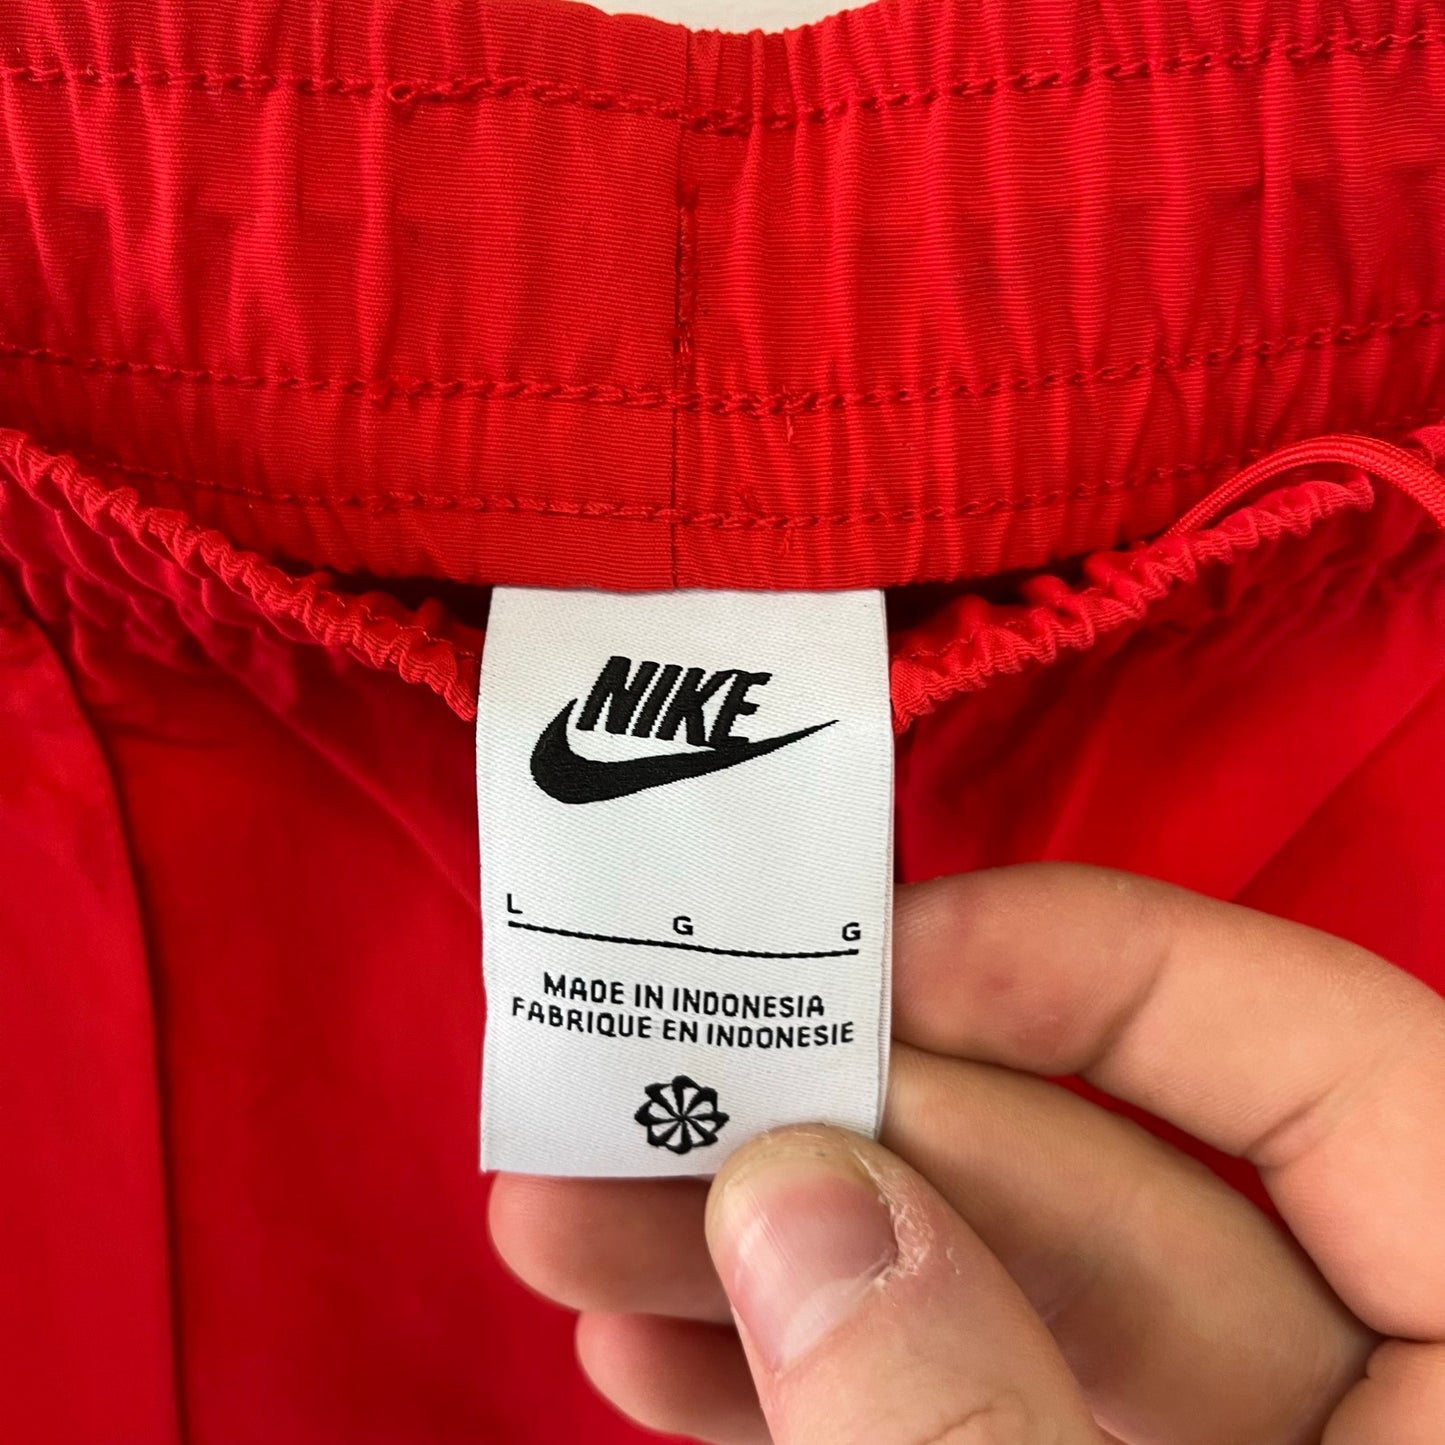 NIKE
L G G
MADE IN INDONESIA
FABRIQUE EN INDONESIE